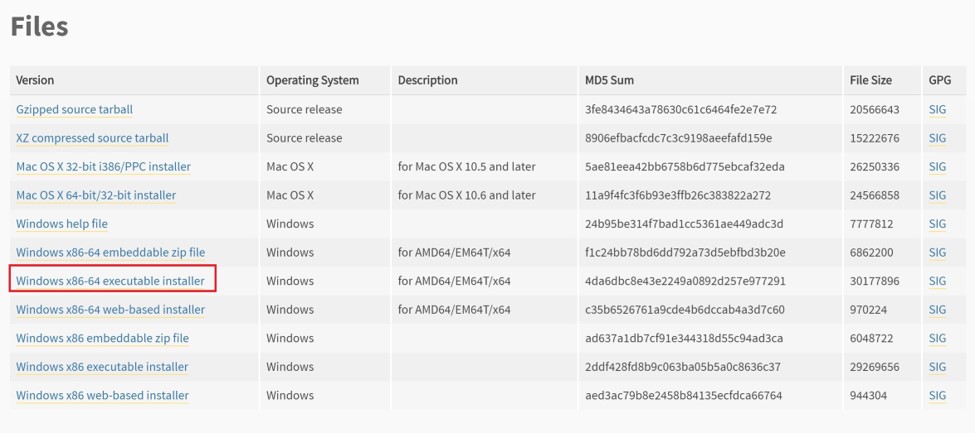 Files
Version Operating System Description MD5 Sum File Size GPG
Gzipped source tarball Source release 3fe8434643a78630c61c6464fe2e7e72 20566643 SIG
XZ compressed source tarball Source release 8906efbacfcdc7c3c9198aeefafd159e 15222676 SIG
Mac OS X 32-bit i386/PPC installer Mac OS X for Mac OS X 10.5 and later 5ae81eea42bb6758b6d775ebcaf32eda 26250336 SIG
Mac OS X 64-bit/32-bit installer Mac OS X for Mac OS X 10.6 and later 11a9f4fc3f6b93e3ffb26c383822a272 24566858 SIG
Windows help file Windows 24b95be314f7bad1cc5361ae449adc3d 7777812 SIG
Windows x86-64 embeddable zip file Windows for AMD64/EM64T/x64 f1c24bb78bd6dd792a73d5ebfbd3b20e 6862200 SIG
Windows x86-64 executable installer Windows for AMD64/EM64T/x64 4da6dbc8e43e2249a0892d257e977291 30177896 SIG
Windows x86-64 web-based installer Windows for AMD64/EM64T/x64 c35b6526761a9cde4b6dccab4a3d7c60 970224 SIG
Windows x86 embeddable zip file Windows ad637a1db7cf91e344318d55c94ad3ca 6048722 SIG
Windows x86 executable installer Windows 2ddf428fd8b9c063ba05b5a0c8636c37 29269656 SIG
Windows x86 web-based installer Windows aed3ac79b8e2458b84135ecfdca66764 944304 SIG